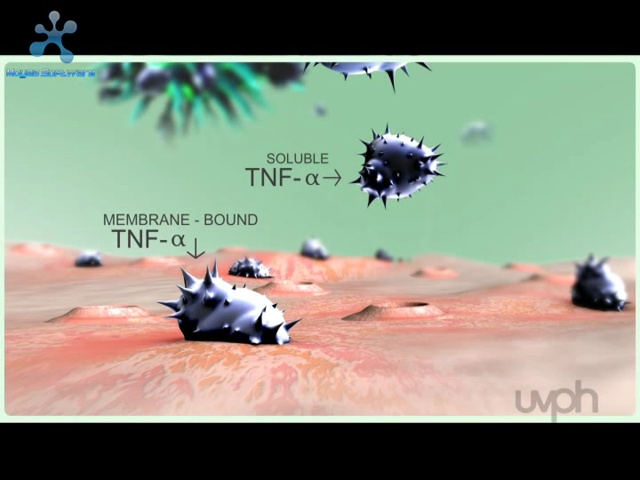 SOLUBLE
TNF-α→
MEMBRANE - BOUND
TNF-α
uvph